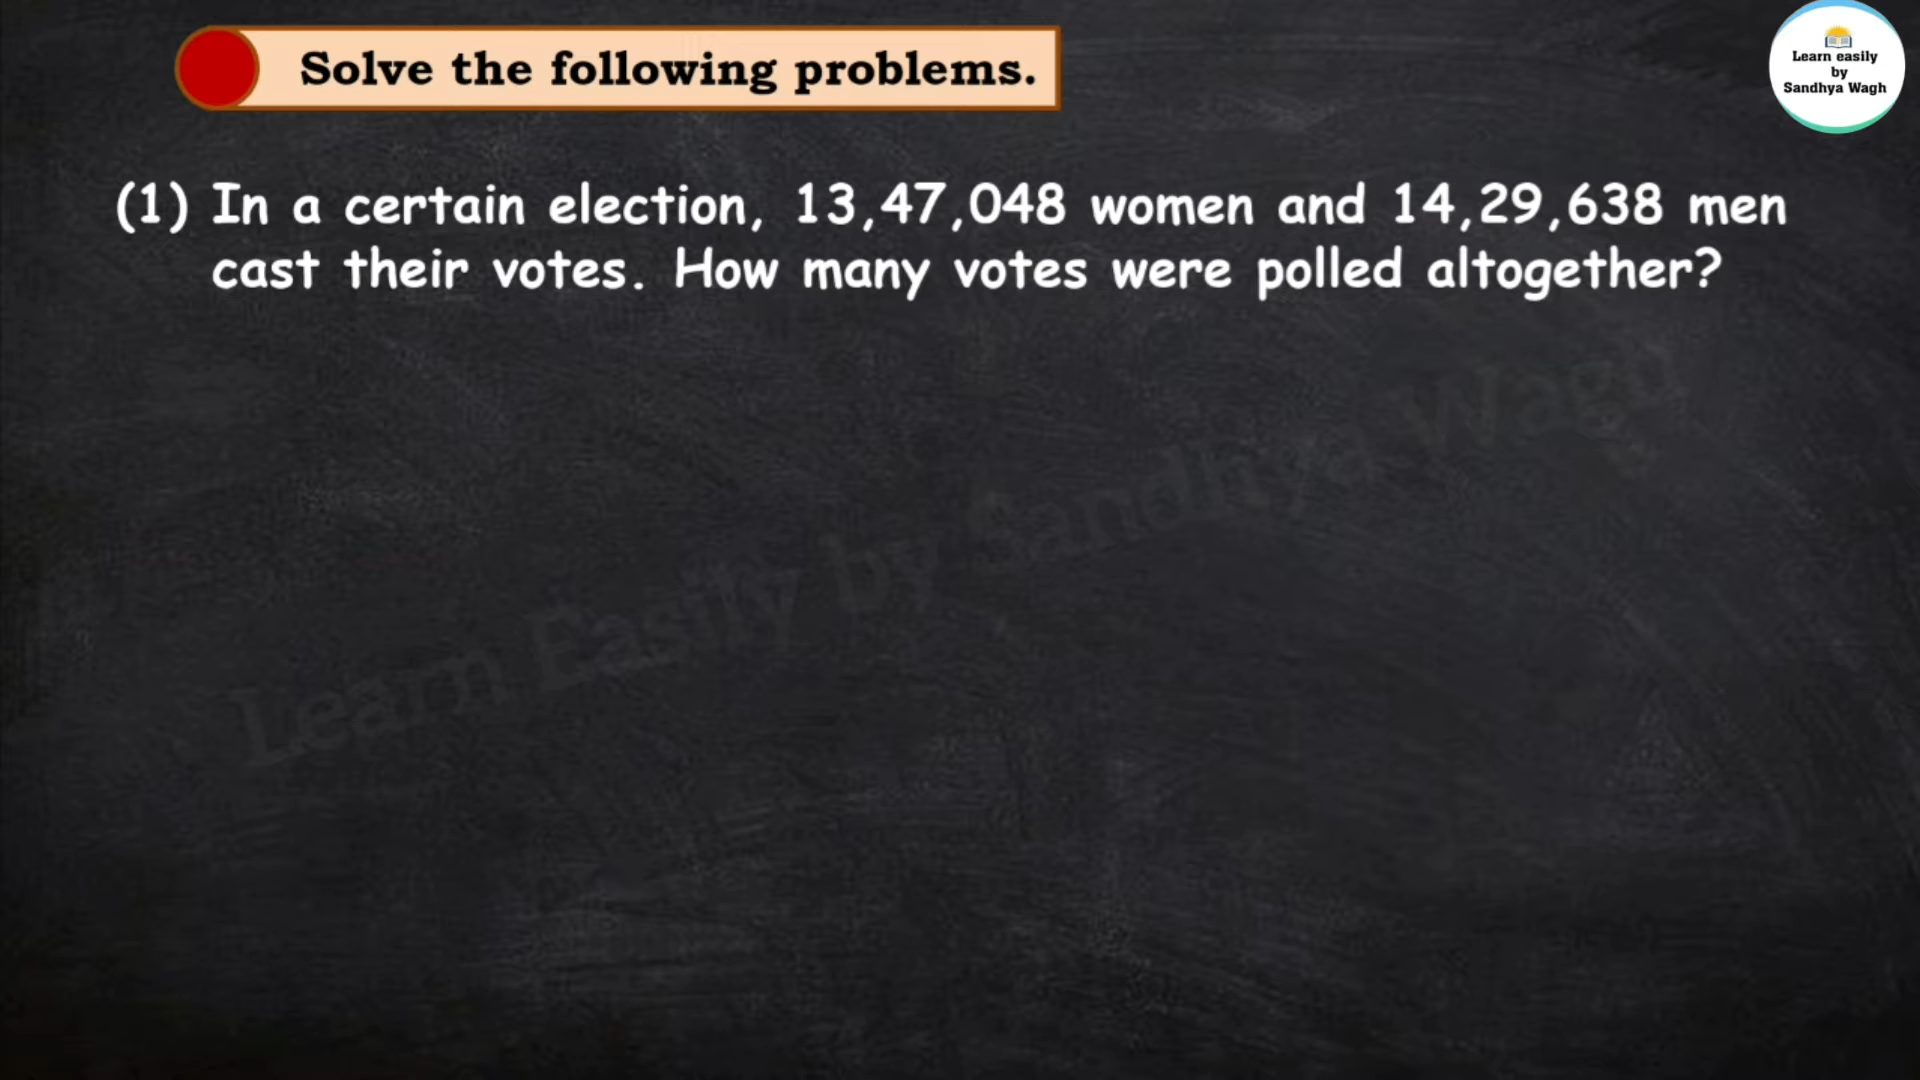 Solve the following problems.
Learn easily
by
Sandhya Wagh
(1) In a certain election, 13,47,048 women and 14,29,638 men
cast their votes. How many votes were polled altogether?
Learn Easily by Sandhya Wagh